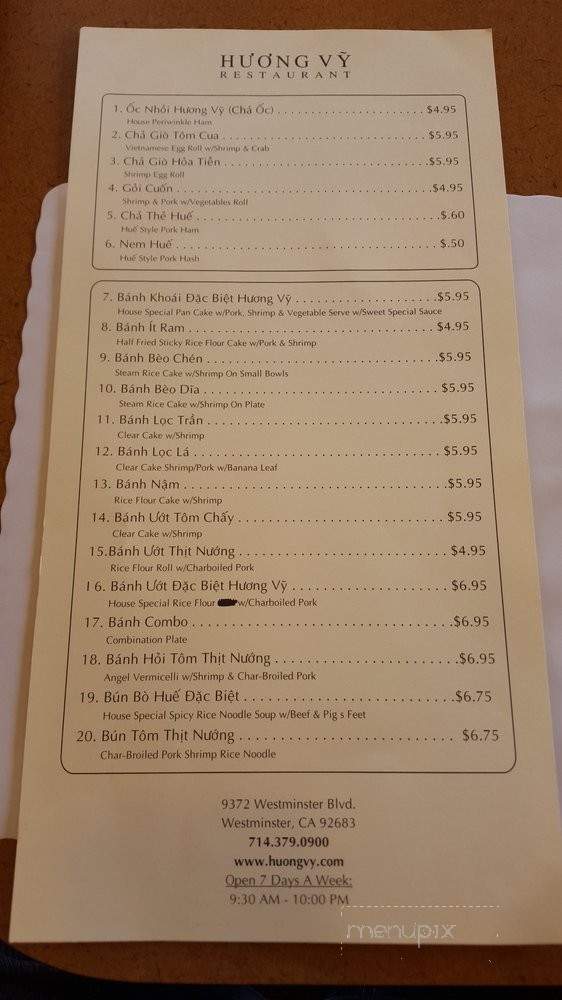 HƯƠNG VỸ
RESTAURANT
1. Ốc Nhồi Hương Vỹ (Chả Ốc) . . . . . . . . . . . . . . . . . . . . . . $4.95
House Periwinkle Ham
2. Chả Giò Tôm Cua . . . . . . . . . . . . . . . . . . . . . . . . . . . . . $5.95
Vietnamese Egg Roll w/Shrimp & Crab
3. Chả Giò Hỏa Tiễn . . . . . . . . . . . . . . . . . . . . . . . . . . . . .$5.95
Shrimp Egg Roll
4. Gỏi Cuốn . . . . . . . . . . . . . . . . . . . . . . . . . . . . . . . . . . . $4.95
Shrimp & Pork w/Vegetables Roll
5. Chả Thẻ Huế . . . . . . . . . . . . . . . . . . . . . . . . . . . . . . . . .$.60
Hué Style Pork Ham
6. Nem Huế . . . . . . . . . . . . . . . . . . . . . . . . . . . . . . . . . . . $.50
Hué Style Pork Hash
7. Bánh Khoái Đặc Biệt Hương Vỹ . . . . . . . . . . . . . . . . . . .$5.95
House Special Pan Cake w/Pork, Shrimp & Vegetable Serve w/Sweet Special Sauce
8. Bánh Ít Ram . . . . . . . . . . . . . . . . . . . . . . . . . . . . . . . . . $4.95
Half Fried Sticky Rice Flour Cake w/Pork & Shrimp
9. Bánh Bèo Chén . . . . . . . . . . . . . . . . . . . . . . . . . . . . . . .$5.95
Steam Rice Cake w/Shrimp On Small Bowls
10. Bánh Bèo Dĩa . . . . . . . . . . . . . . . . . . . . . . . . . . . . . . . $5.95
Steam Rice Cake w/Shrimp On Plate
11. Bánh Lọc Trần . . . . . . . . . . . . . . . . . . . . . . . . . . . . . . .$5.95
Clear Cake w/Shrimp
12. Bánh Lọc Lá . . . . . . . . . . . . . . . . . . . . . . . . . . . . . . . . $5.95
Clear Cake Shrimp/Pork w/Banana Leaf
13. Bánh Nậm . . . . . . . . . . . . . . . . . . . . . . . . . . . . . . . . . .$5.95
Rice Flour Cake w/Shrimp
14. Bánh Ướt Tôm Chấy . . . . . . . . . . . . . . . . . . . . . . . . . . . $5.95
Clear Cake w/Shrimp
15.Bánh Ướt Thịt Nướng . . . . . . . . . . . . . . . . . . . . . . . . . . . $4.95
Rice Flour Roll w/Charboiled Pork
16. Bánh Ướt Đặc Biệt Hương Vỹ . . . . . . . . . . . . . . . . . . . . $6.95
House Special Rice Flour w/Charboiled Pork
17. Bánh Combo . . . . . . . . . . . . . . . . . . . . . . . . . . . . . . . . .$6.95
Combination Plate
18. Bánh Hỏi Tôm Thịt Nướng . . . . . . . . . . . . . . . . . . . . . . .$6.95
Angel Vermicelli w/Shrimp & Char-Broiled Pork
19. Bún Bò Huế Đặc Biệt . . . . . . . . . . . . . . . . . . . . . . . . . . .$6.75
House Special Spicy Rice Noodle Soup w/Beef & Pig s Feet
20. Bún Tôm Thịt Nướng . . . . . . . . . . . . . . . . . . . . . . . . . . . $6.75
Char-Broiled Pork Shrimp Rice Noodle
9372 Westminster Blvd.
Westminster, CA 92683
714.379.0900
www.huongvy.com
Open 7 Days A Week:
9:30 AM - 10:00 PM
menupix